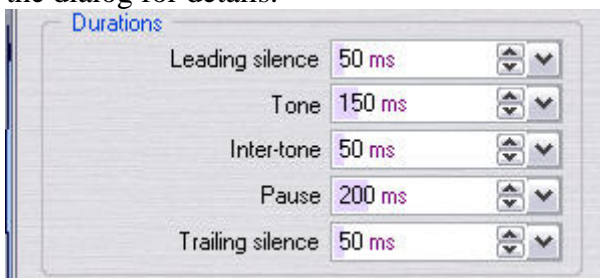 the dialog for details.
Durations
Leading silence 50 ms
Tone 150 ms
Inter-tone 50 ms
Pause 200 ms
Trailing silence 50 ms